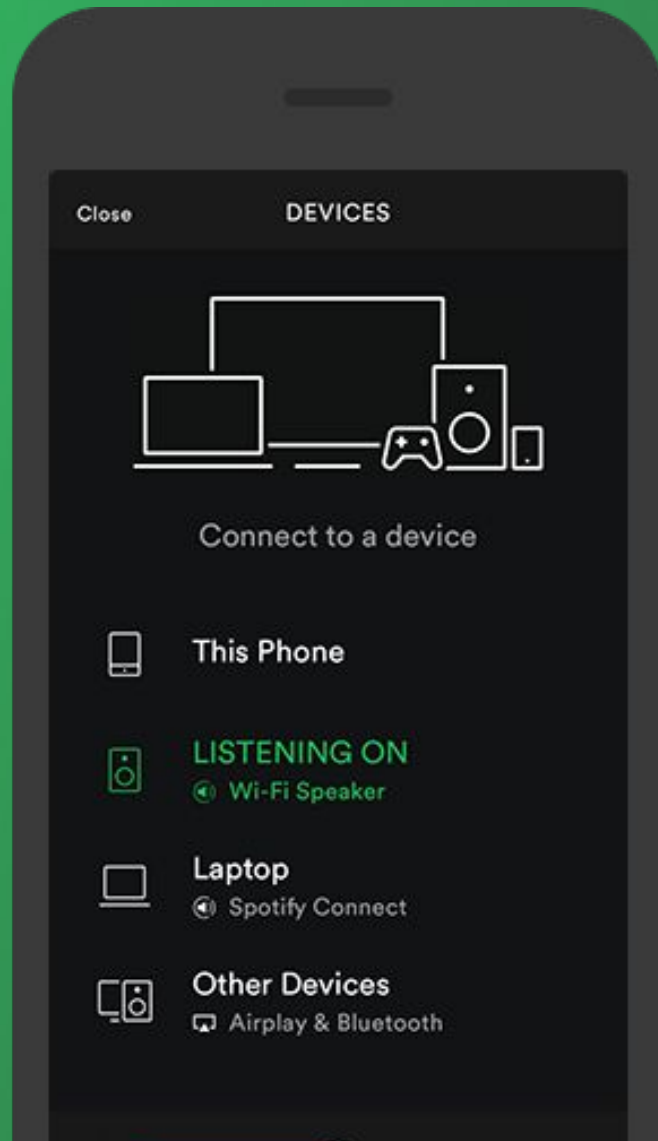 Close
DEVICES
Connect to a device
This Phone
LISTENING ON
Wi-Fi Speaker
Laptop
Spotify Connect
Other Devices
Airplay & Bluetooth